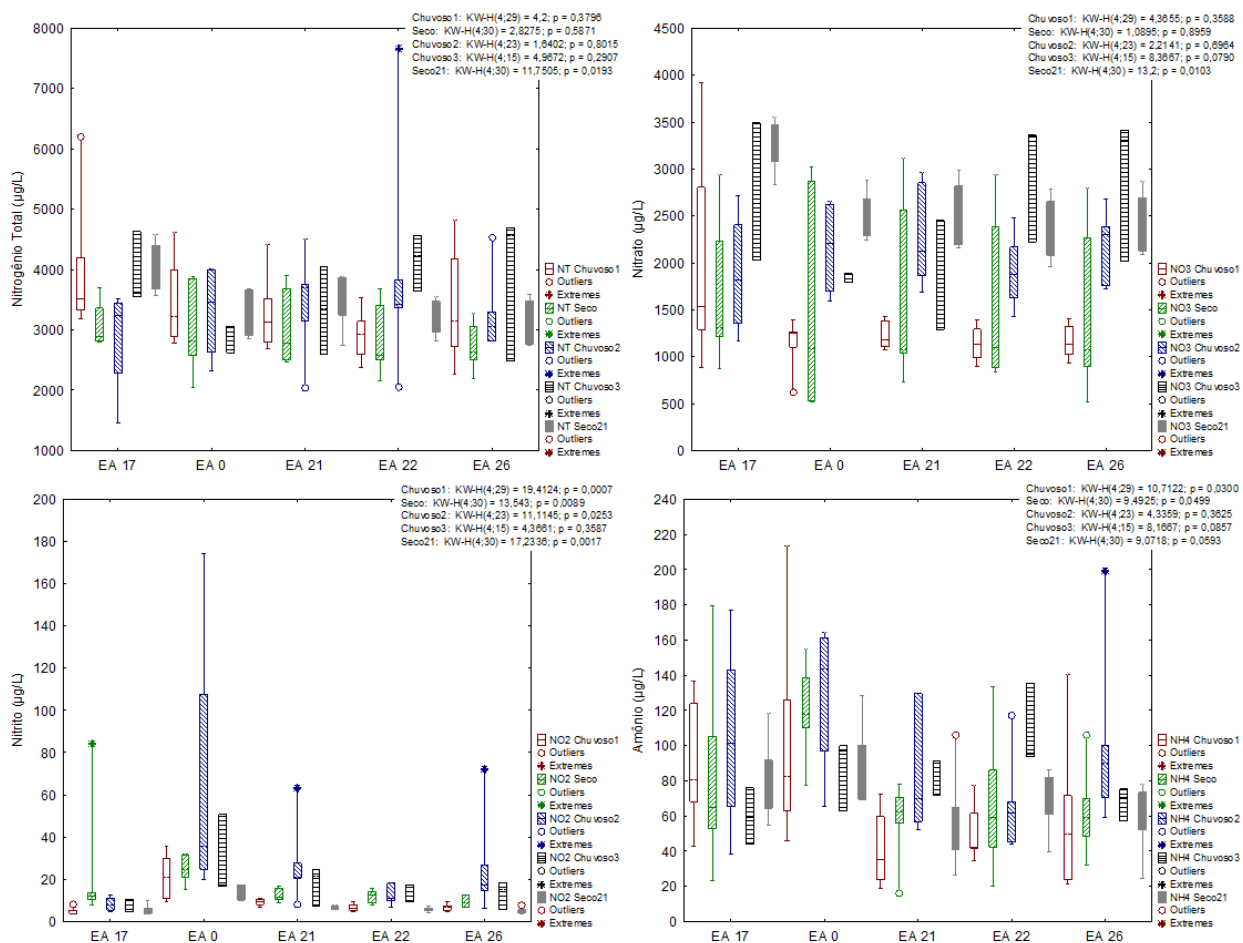 Chuvoso1: KW-H(4;29) = 4,2; p = 0,3796
Seco: KW-H(4;30) = 2,8275; p = 0,5871
Chuvoso2: KW-H(4;23) = 1,6402; p = 0,8015
Chuvoso3: KW-H(4;15) = 4,9672; p = 0,2907
Seco21: KW-H(4;30) = 11,7505; p = 0,0193
8000
7000
6000
5000
4000
3000
2000
1000
Nitrogênio Total (µg/L)
EA 17
EA 0
EA 21
EA 22
EA 26
NT Chuvoso1
Outliers
Extremes
NT Seco
Outliers
Extremes
NT Chuvoso2
Outliers
Extremes
NT Chuvoso3
Outliers
Extremes
NT Seco21
Outliers
Extremes
Chuvoso1: KW-H(4;29) = 4,3655; p = 0,3588
Seco: KW-H(4;30) = 1,0895; p = 0,8959
Chuvoso2: KW-H(4;23) = 2,2141; p = 0,6964
Chuvoso3: KW-H(4;15) = 8,3667; p = 0,0790
Seco21: KW-H(4;30) = 13,2; p = 0,0103
4500
4000
3500
3000
2500
2000
1500
1000
500
0
Nitrato (µg/L)
EA 17
EA 0
EA 21
EA 22
EA 26
NO3 Chuvoso1
Outliers
Extremes
NO3 Seco
Outliers
Extremes
NO3 Chuvoso2
Outliers
Extremes
NO3 Chuvoso3
Outliers
Extremes
NO3 Seco21
Outliers
Extremes
Chuvoso1: KW-H(4;29) = 19,4124; p = 0,0007
Seco: KW-H(4;30) = 13,543; p = 0,0089
Chuvoso2: KW-H(4;23) = 11,1145; p = 0,0253
Chuvoso3: KW-H(4;15) = 4,3661; p = 0,3587
Seco21: KW-H(4;30) = 17,2336; p = 0,0017
200
180
160
140
120
100
80
60
40
20
0
Nitrito (µg/L)
EA 17
EA 0
EA 21
EA 22
EA 26
NO2 Chuvoso1
Outliers
Extremes
NO2 Seco
Outliers
Extremes
NO2 Chuvoso2
Outliers
Extremes
NO2 Chuvoso3
Outliers
Extremes
NO2 Seco21
Outliers
Extremes
Chuvoso1: KW-H(4;29) = 10,7122; p = 0,0300
Seco: KW-H(4;30) = 9,4925; p = 0,0499
Chuvoso2: KW-H(4;23) = 4,3359; p = 0,3625
Chuvoso3: KW-H(4;15) = 8,1667; p = 0,0857
Seco21: KW-H(4;30) = 9,0718; p = 0,0593
240
220
200
180
160
140
120
100
80
60
40
20
0
Amônio (µg/L)
EA 17
EA 0
EA 21
EA 22
EA 26
NH4 Chuvoso1
Outliers
Extremes
NH4 Seco
Outliers
Extremes
NH4 Chuvoso2
Outliers
Extremes
NH4 Chuvoso3
Outliers
Extremes
NH4 Seco21
Outliers
Extremes